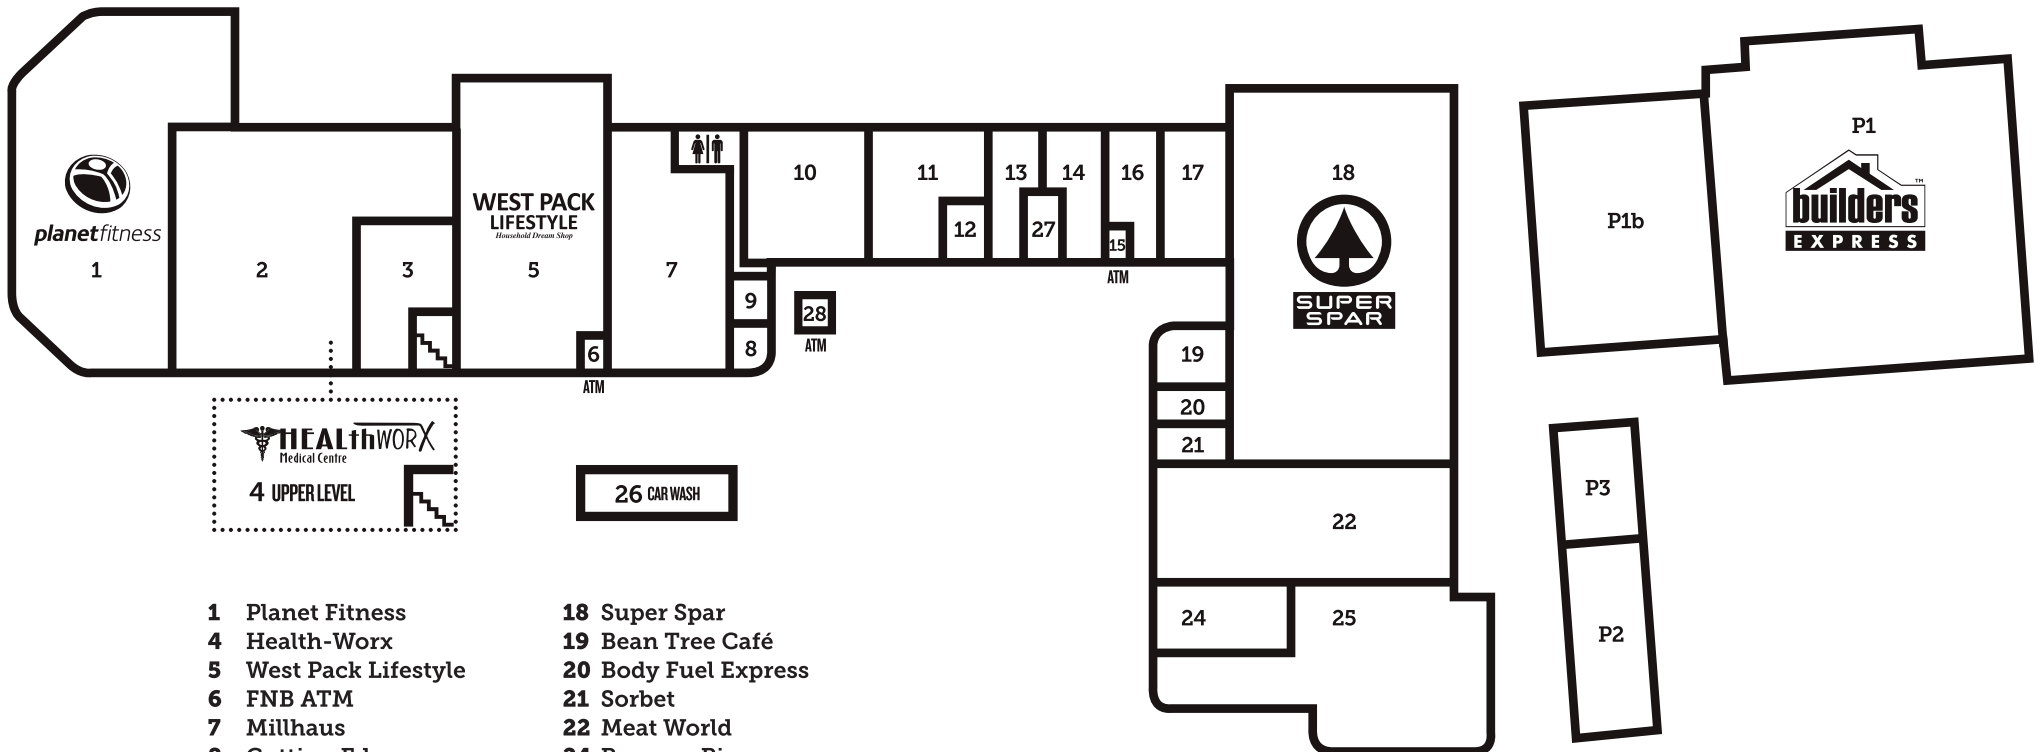 P1
builders
™
EXPRESS
P1b
10
11
13
14
16
17
18
WEST PACK
LIFESTYLE
Household Dream Shop
planetfitness
12
27
15
1
2
3
5
7
ATM
9
28
SUPER
SPAR
ATM
8
6
ATM
19
20
21
HEALthWORX
Medical Centre
4 UPPER LEVEL
26 CAR WASH
P3
22
24
25
P2
1 Planet Fitness
4 Health-Worx
5 West Pack Lifestyle
6 FNB ATM
7 Millhaus
18 Super Spar
19 Bean Tree Café
20 Body Fuel Express
21 Sorbet
22 Meat World